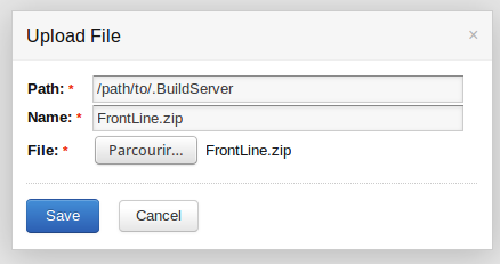 Upload File ×
Path: * /path/to/.BuildServer
Name: * FrontLine.zip
File: * Parcourir... FrontLine.zip
Save Cancel